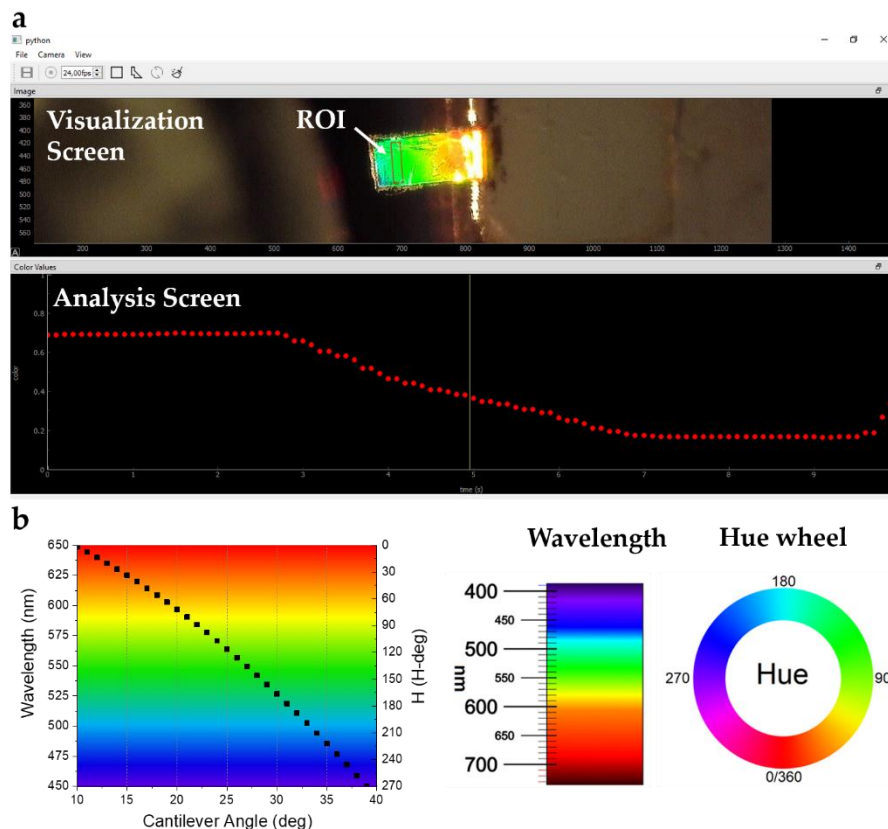 a
python
File Camera View
24,00fps
Image
Visualization
Screen
ROI
350
400
420
440
460
480
500
520
540
560
200 300 400 500 600 700 800 900 1000 1100 1200 1300 1400
A
Color Values
Analysis Screen
1
0.8
0.6
0.4
0.2
0
color
0 1 2 3 4 5 6 7 8 9
time (s)
b
Wavelength (nm)
650
625
600
575
550
525
500
475
450
0
30
60
90
120
150
180
210
240
270
H (H-deg)
10 15 20 25 30 35 40
Cantilever Angle (deg)
Wavelength
400
450
500
550
600
650
700
nm
Hue wheel
180
270
Hue
90
0/360